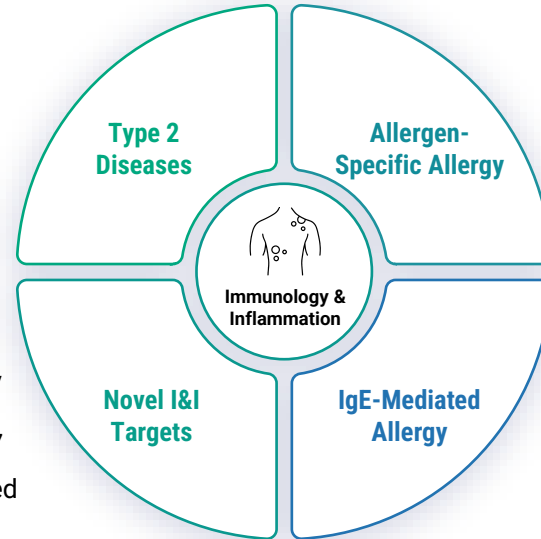 Type 2
Diseases
Allergen-
Specific Allergy
Immunology &
Inflammation
Novel I&I
Targets
IgE-Mediated
Allergy